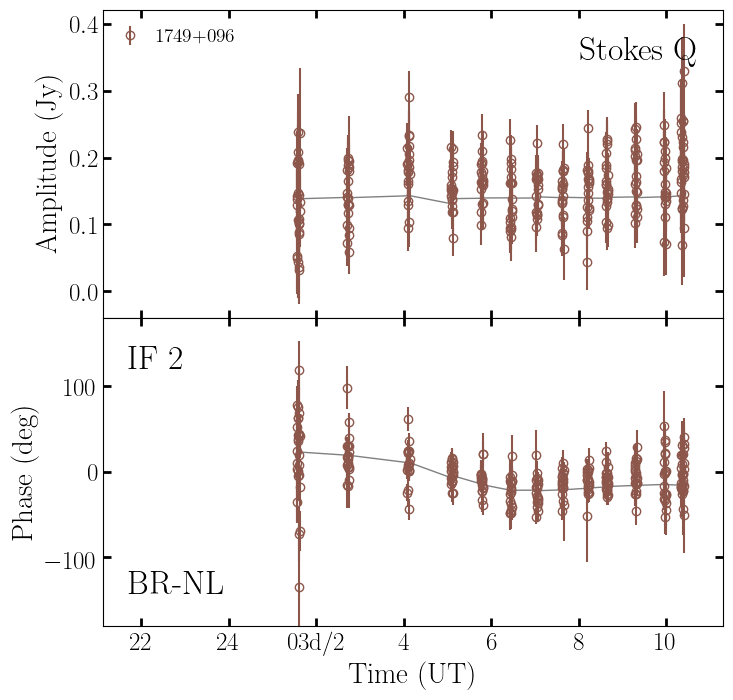 1749+096
Stokes Q
0.4
0.3
0.2
0.1
0.0
Amplitude (Jy)
IF 2
100
0
−100
Phase (deg)
BR-NL
22 24 03d/2 4 6 8 10
Time (UT)